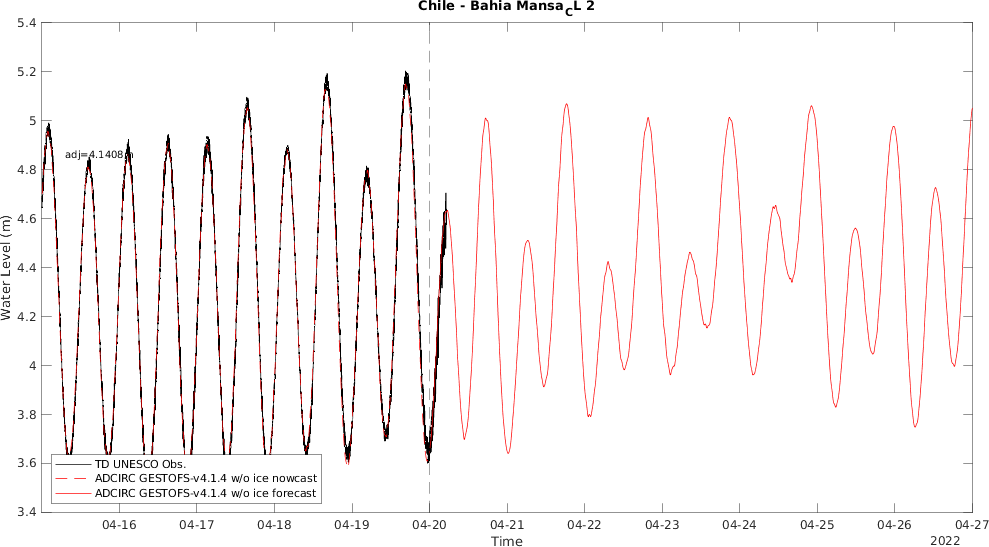 Chile - Bahia Mansa_CL 2
Water Level (m)
5.4
5.2
5
4.8
4.6
4.4
4.2
4
3.8
3.6
3.4
adj=4.1408m
TD UNESCO Obs.
ADCIRC GESTOFS-v4.1.4 w/o ice nowcast
ADCIRC GESTOFS-v4.1.4 w/o ice forecast
04-16 04-17 04-18 04-19 04-20 04-21 04-22 04-23 04-24 04-25 04-26 04-27
Time
2022